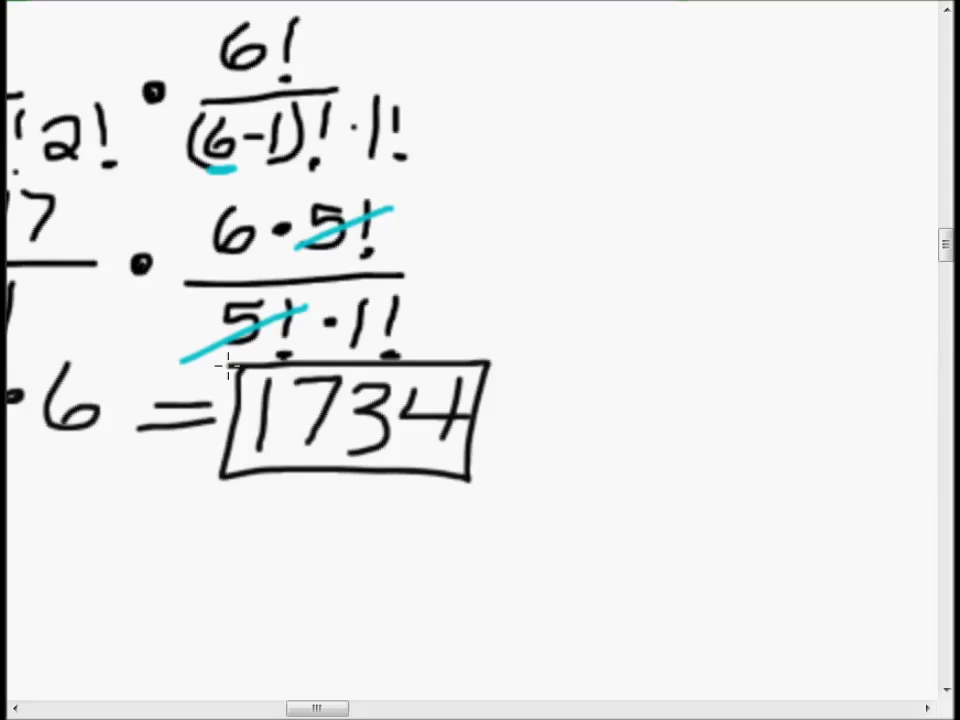 6!
! 2! • (6-1)! · 1!
7 • 6 • 5!
5! • 1!
• 6 = 1734